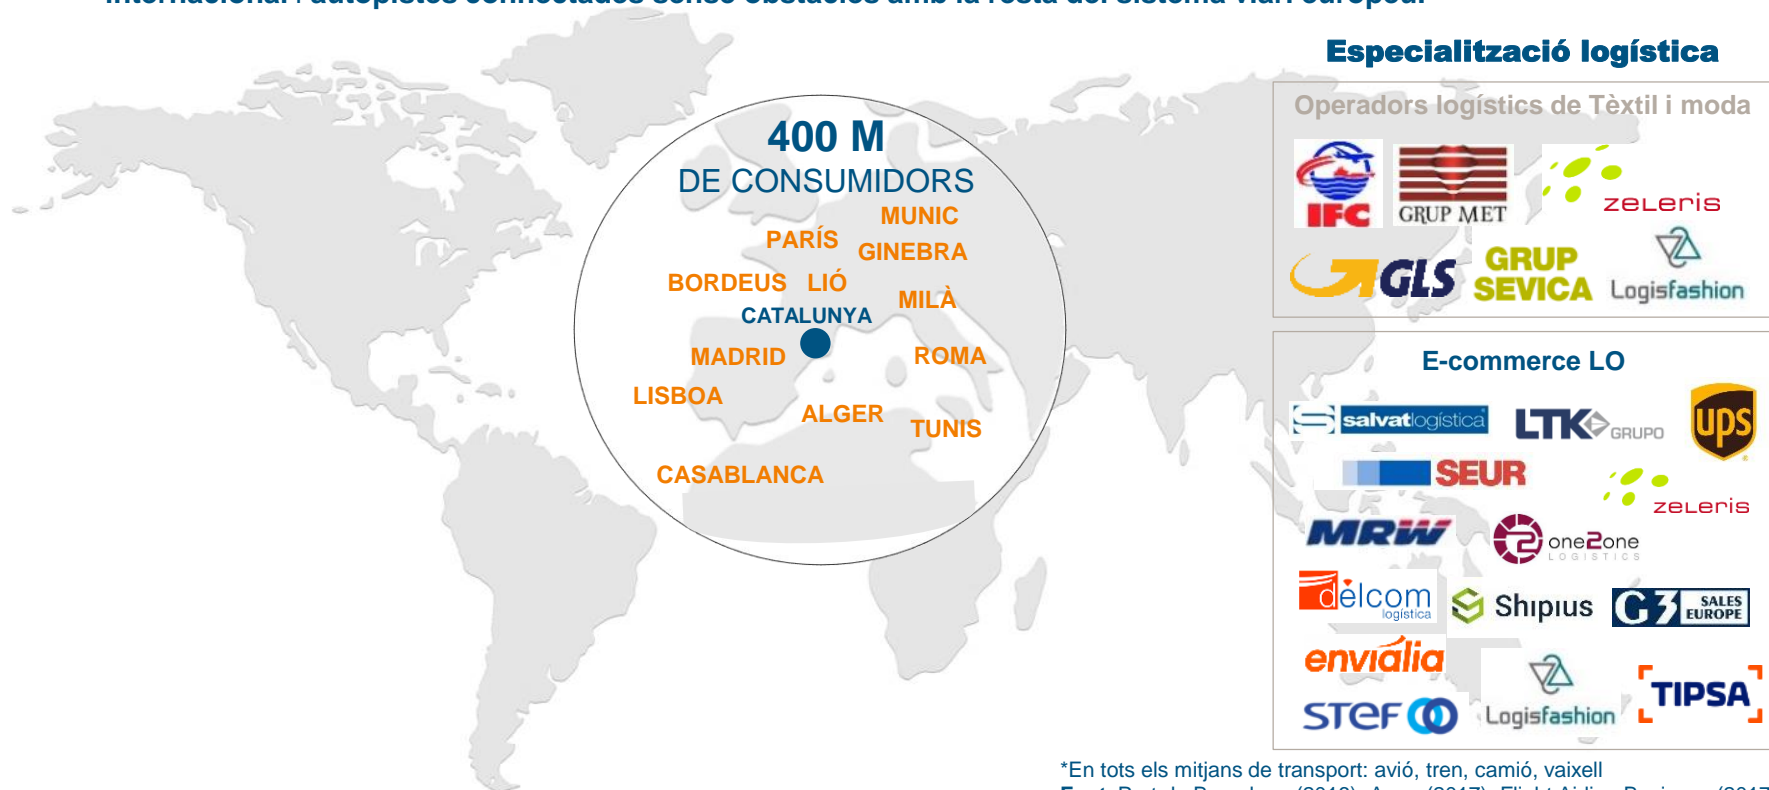 Especialització logística
Operadors logístics de Tèxtil i moda
IFC
GRUP MET
zeleris
GLS
GRUP
SEVICA
Logisfashion
400 M
DE CONSUMIDORS
MUNIC
PARÍS
GINEBRA
BORDEUS
LIÓ
MILÀ
CATALUNYA
MADRID
ROMA
LISBOA
ALGER
TUNIS
CASABLANCA
E-commerce LO
salvatlogística
LTK GRUPO
ups
SEUR
zeleris
MRW
one2one
LOGISTICS
delcom
logística
Shipius
G3 SALES
EUROPE
enviália
STEF
Logisfashion
TIPSA
*En tots els mitjans de transport: avió, tren, camió, vaixell